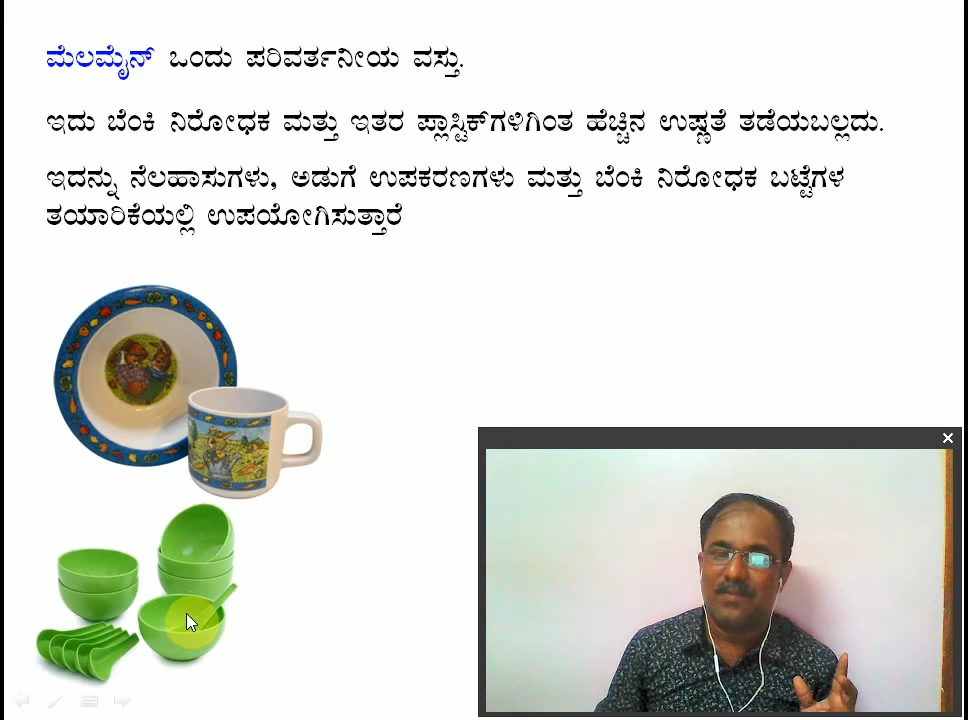 ಮೆಲಮೈನ್ ಒಂದು ಪರಿವರ್ತನೀಯ ವಸ್ತು.
ಇದು ಬೆಂಕಿ ನಿರೋಧಕ ಮತ್ತು ಇತರ ಪ್ಲಾಸ್ಟಿಕ್‌ಗಳಿಗಿಂತ ಹೆಚ್ಚಿನ ಉಷ್ಣತೆ ತಡೆಯಬಲ್ಲದು.
ಇದನ್ನು ನೆಲಹಾಸುಗಳು, ಅಡುಗೆ ಉಪಕರಣಗಳು ಮತ್ತು ಬೆಂಕಿ ನಿರೋಧಕ ಬಟ್ಟೆಗಳ
ತಯಾರಿಕೆಯಲ್ಲಿ ಉಪಯೋಗಿಸುತ್ತಾರೆ